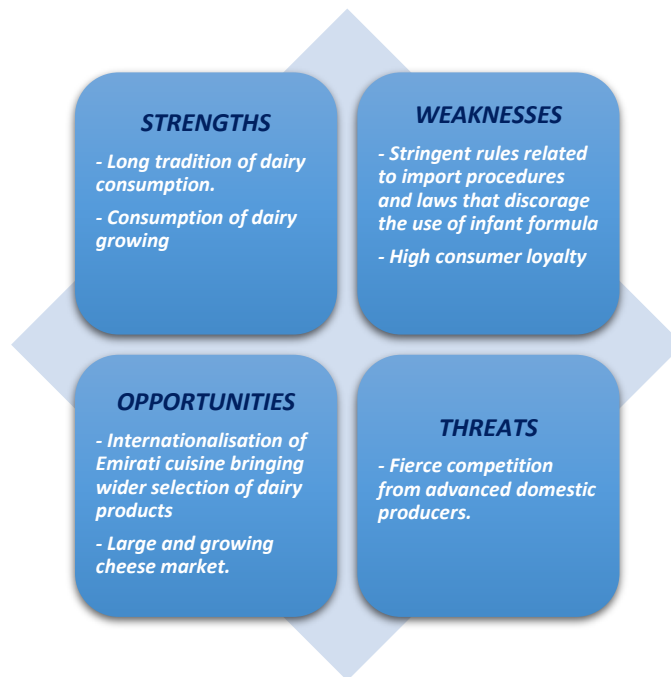 STRENGTHS
- Long tradition of dairy
consumption.
- Consumption of dairy
growing
WEAKNESSES
- Stringent rules related
to import procedures
and laws that discorage
the use of infant formula
- High consumer loyalty
OPPORTUNITIES
- Internationalisation of
Emirati cuisine bringing
wider selection of dairy
products
- Large and growing
cheese market.
THREATS
- Fierce competition
from advanced domestic
producers.